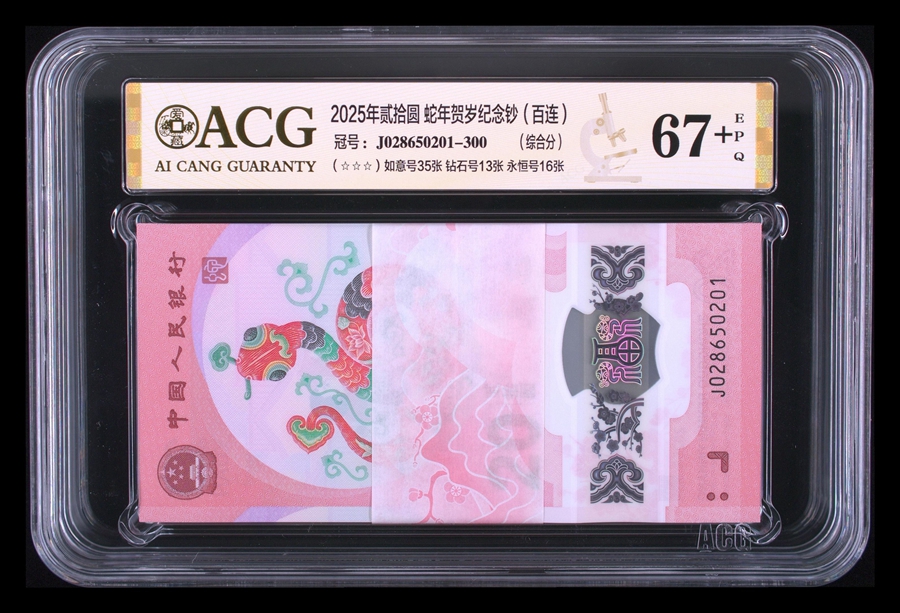 ACG
AI CANG GUARANTY
2025年贰拾圆 蛇年贺岁纪念钞（百连）
冠号：J028650201-300 （综合分）
（☆☆☆）如意号35张 钻石号13张 永恒号16张
67+
EPQ
中国人民银行
J028650201
ACG